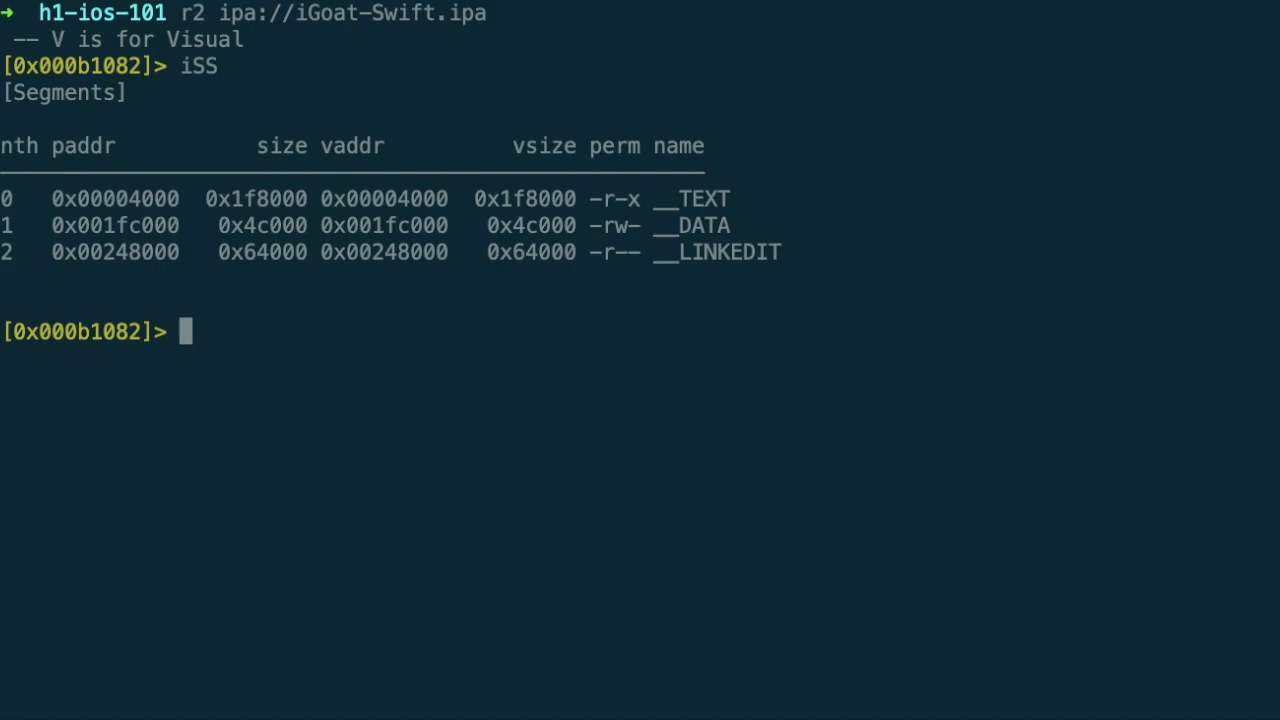 → h1-ios-101 r2 ipa://iGoat-Swift.ipa
-- V is for Visual
[0x000b1082]> iSS
[Segments]
nth paddr size vaddr vsize perm name
0 0x00004000 0x1f8000 0x00004000 0x1f8000 -r-x __TEXT
1 0x001fc000 0x4c000 0x001fc000 0x4c000 -rw- __DATA
2 0x00248000 0x64000 0x00248000 0x64000 -r-- __LINKEDIT
[0x000b1082]>